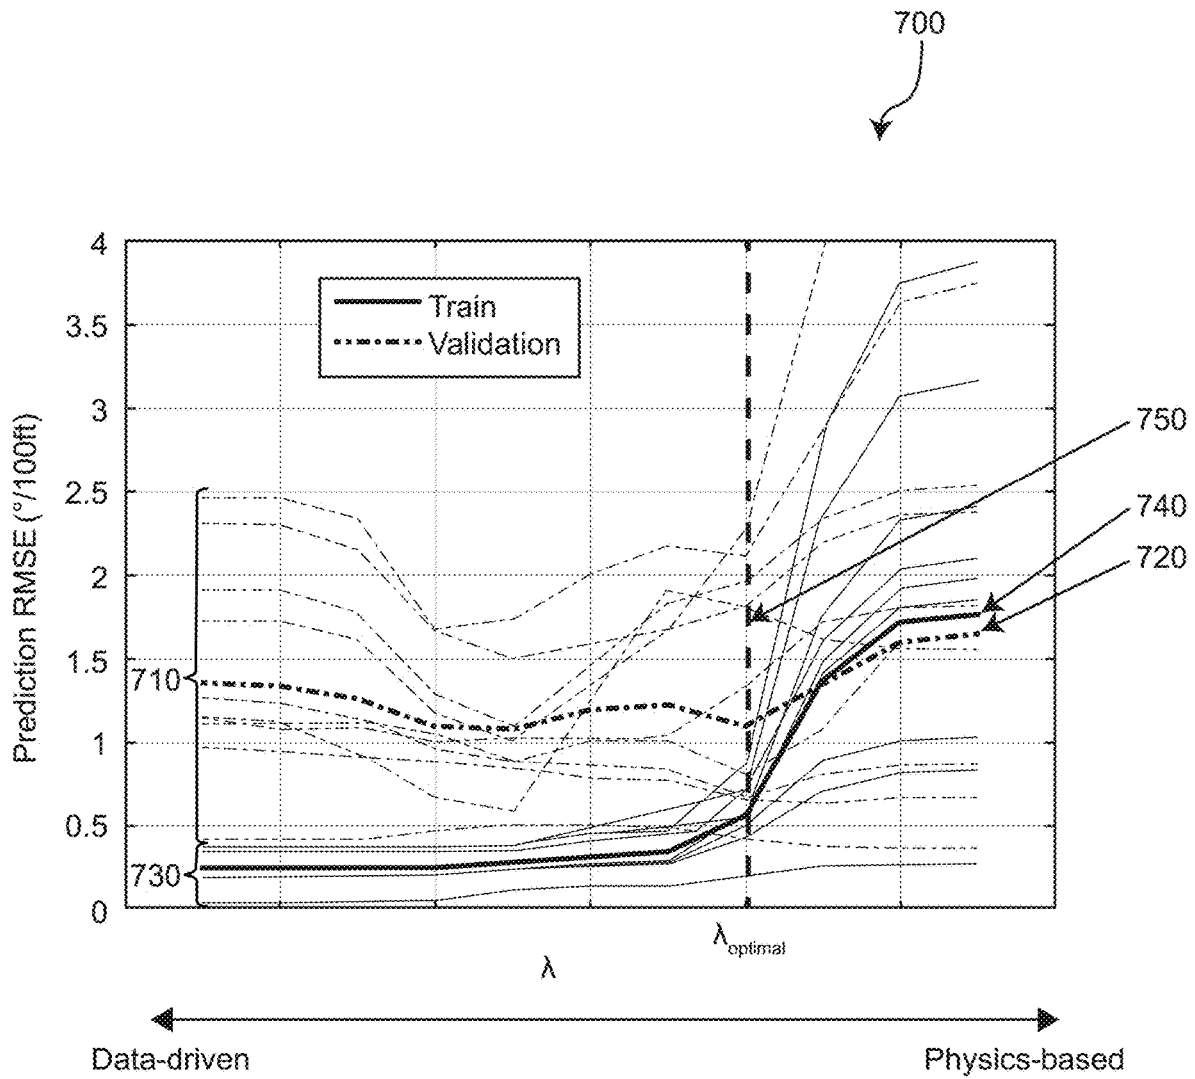 700
4
3.5
3
2.5
2
1.5
1
0.5
0
Prediction RMSE (°/100ft)
Train
Validation
710
730
750
740
720
λoptimal
λ
Data-driven
Physics-based